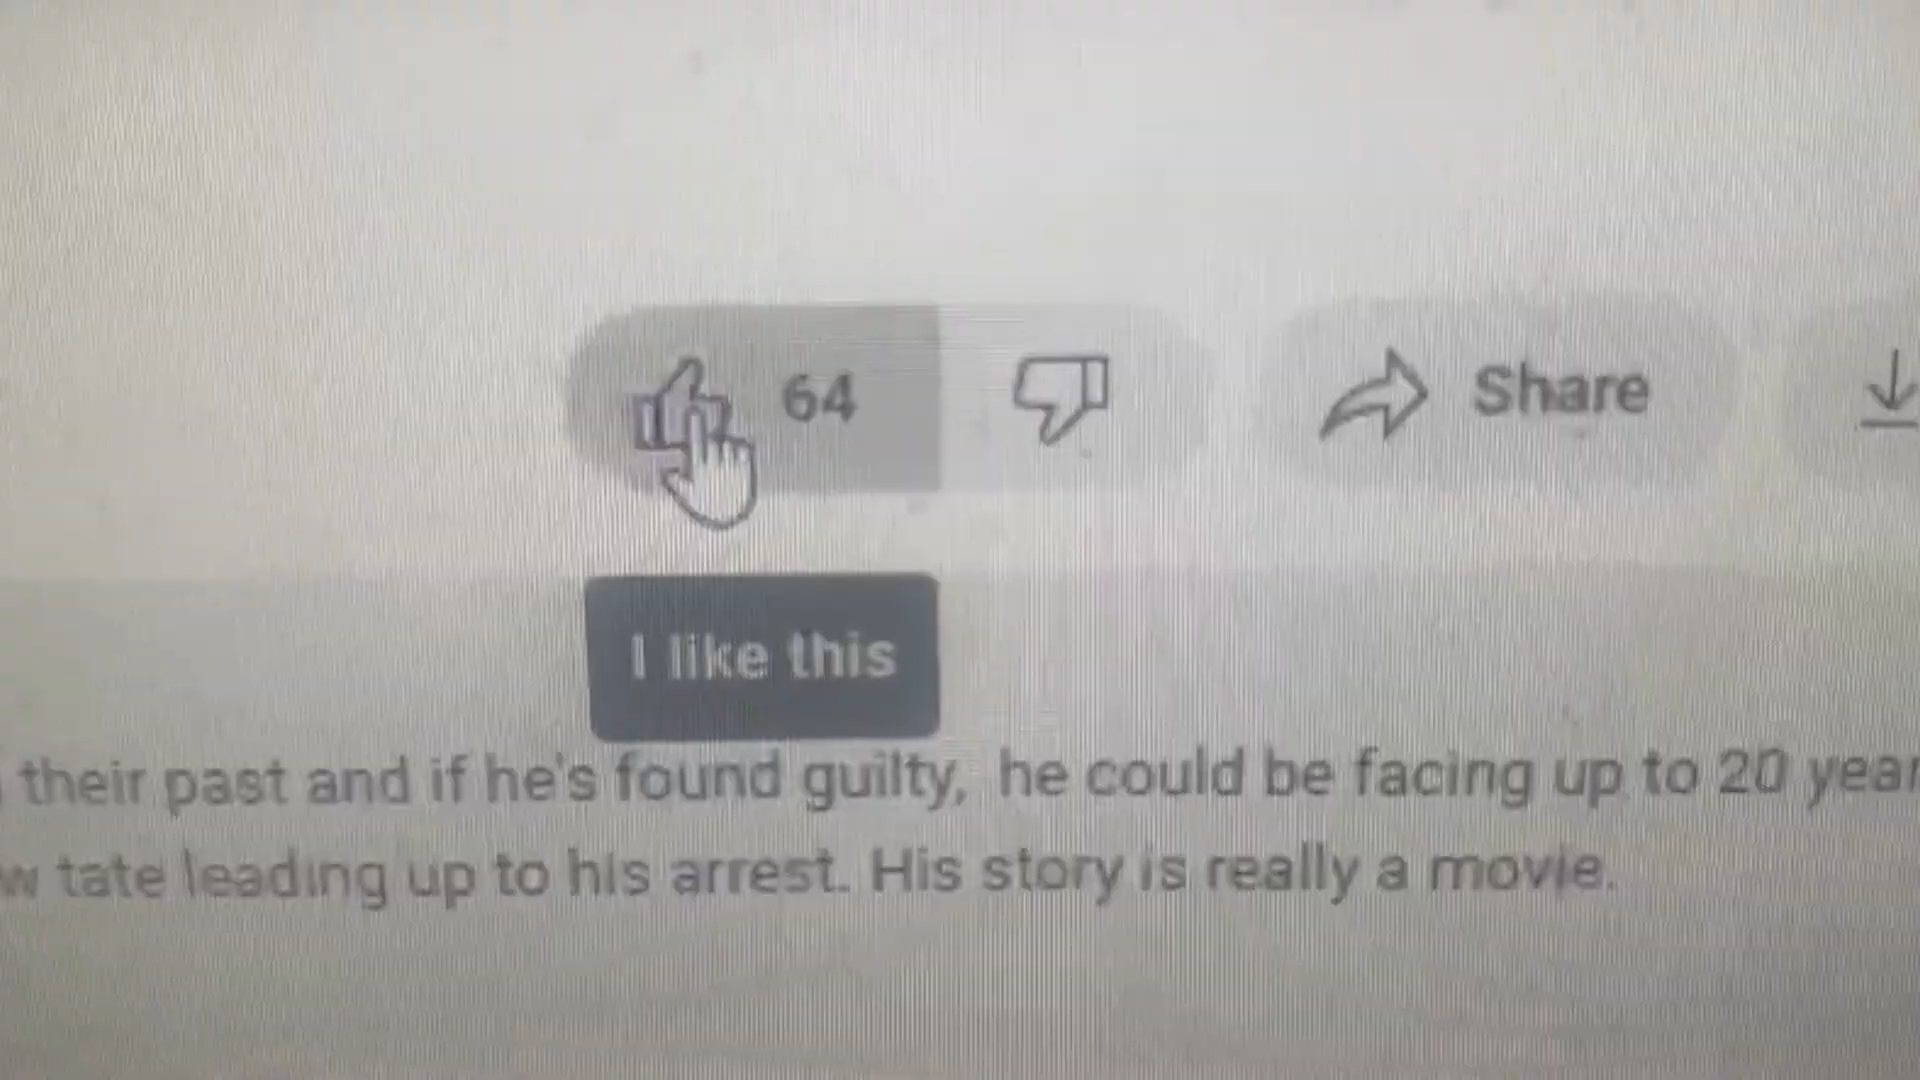 64
Share
I like this
their past and if he's found guilty, he could be facing up to 20 year
w tate leading up to his arrest. His story is really a movie.